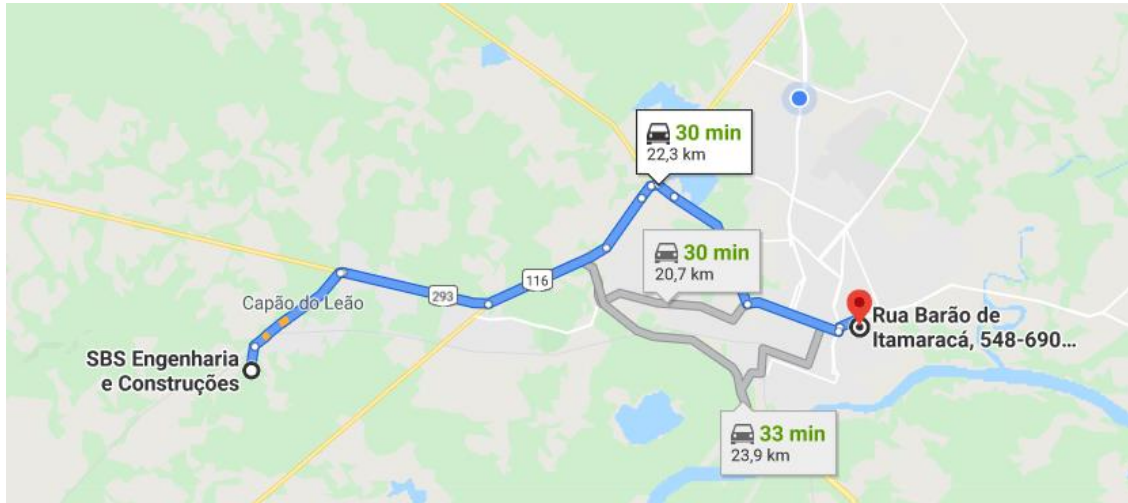 30 min
22,3 km
30 min
20,7 km
116
293
Capão do Leão
SBS Engenharia
e Construções
Rua Barão de
Itamaracá, 548-690...
33 min
23,9 km